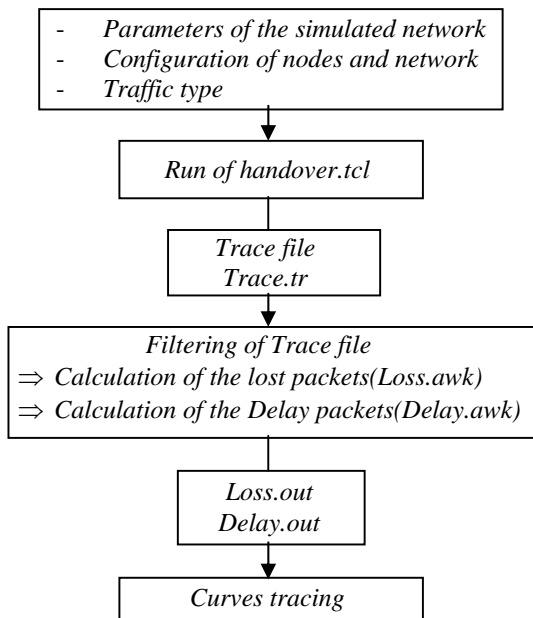 - Parameters of the simulated network
- Configuration of nodes and network
- Traffic type
Run of handover.tcl
Trace file
Trace.tr
Filtering of Trace file
⇒ Calculation of the lost packets(Loss.awk)
⇒ Calculation of the Delay packets(Delay.awk)
Loss.out
Delay.out
Curves tracing